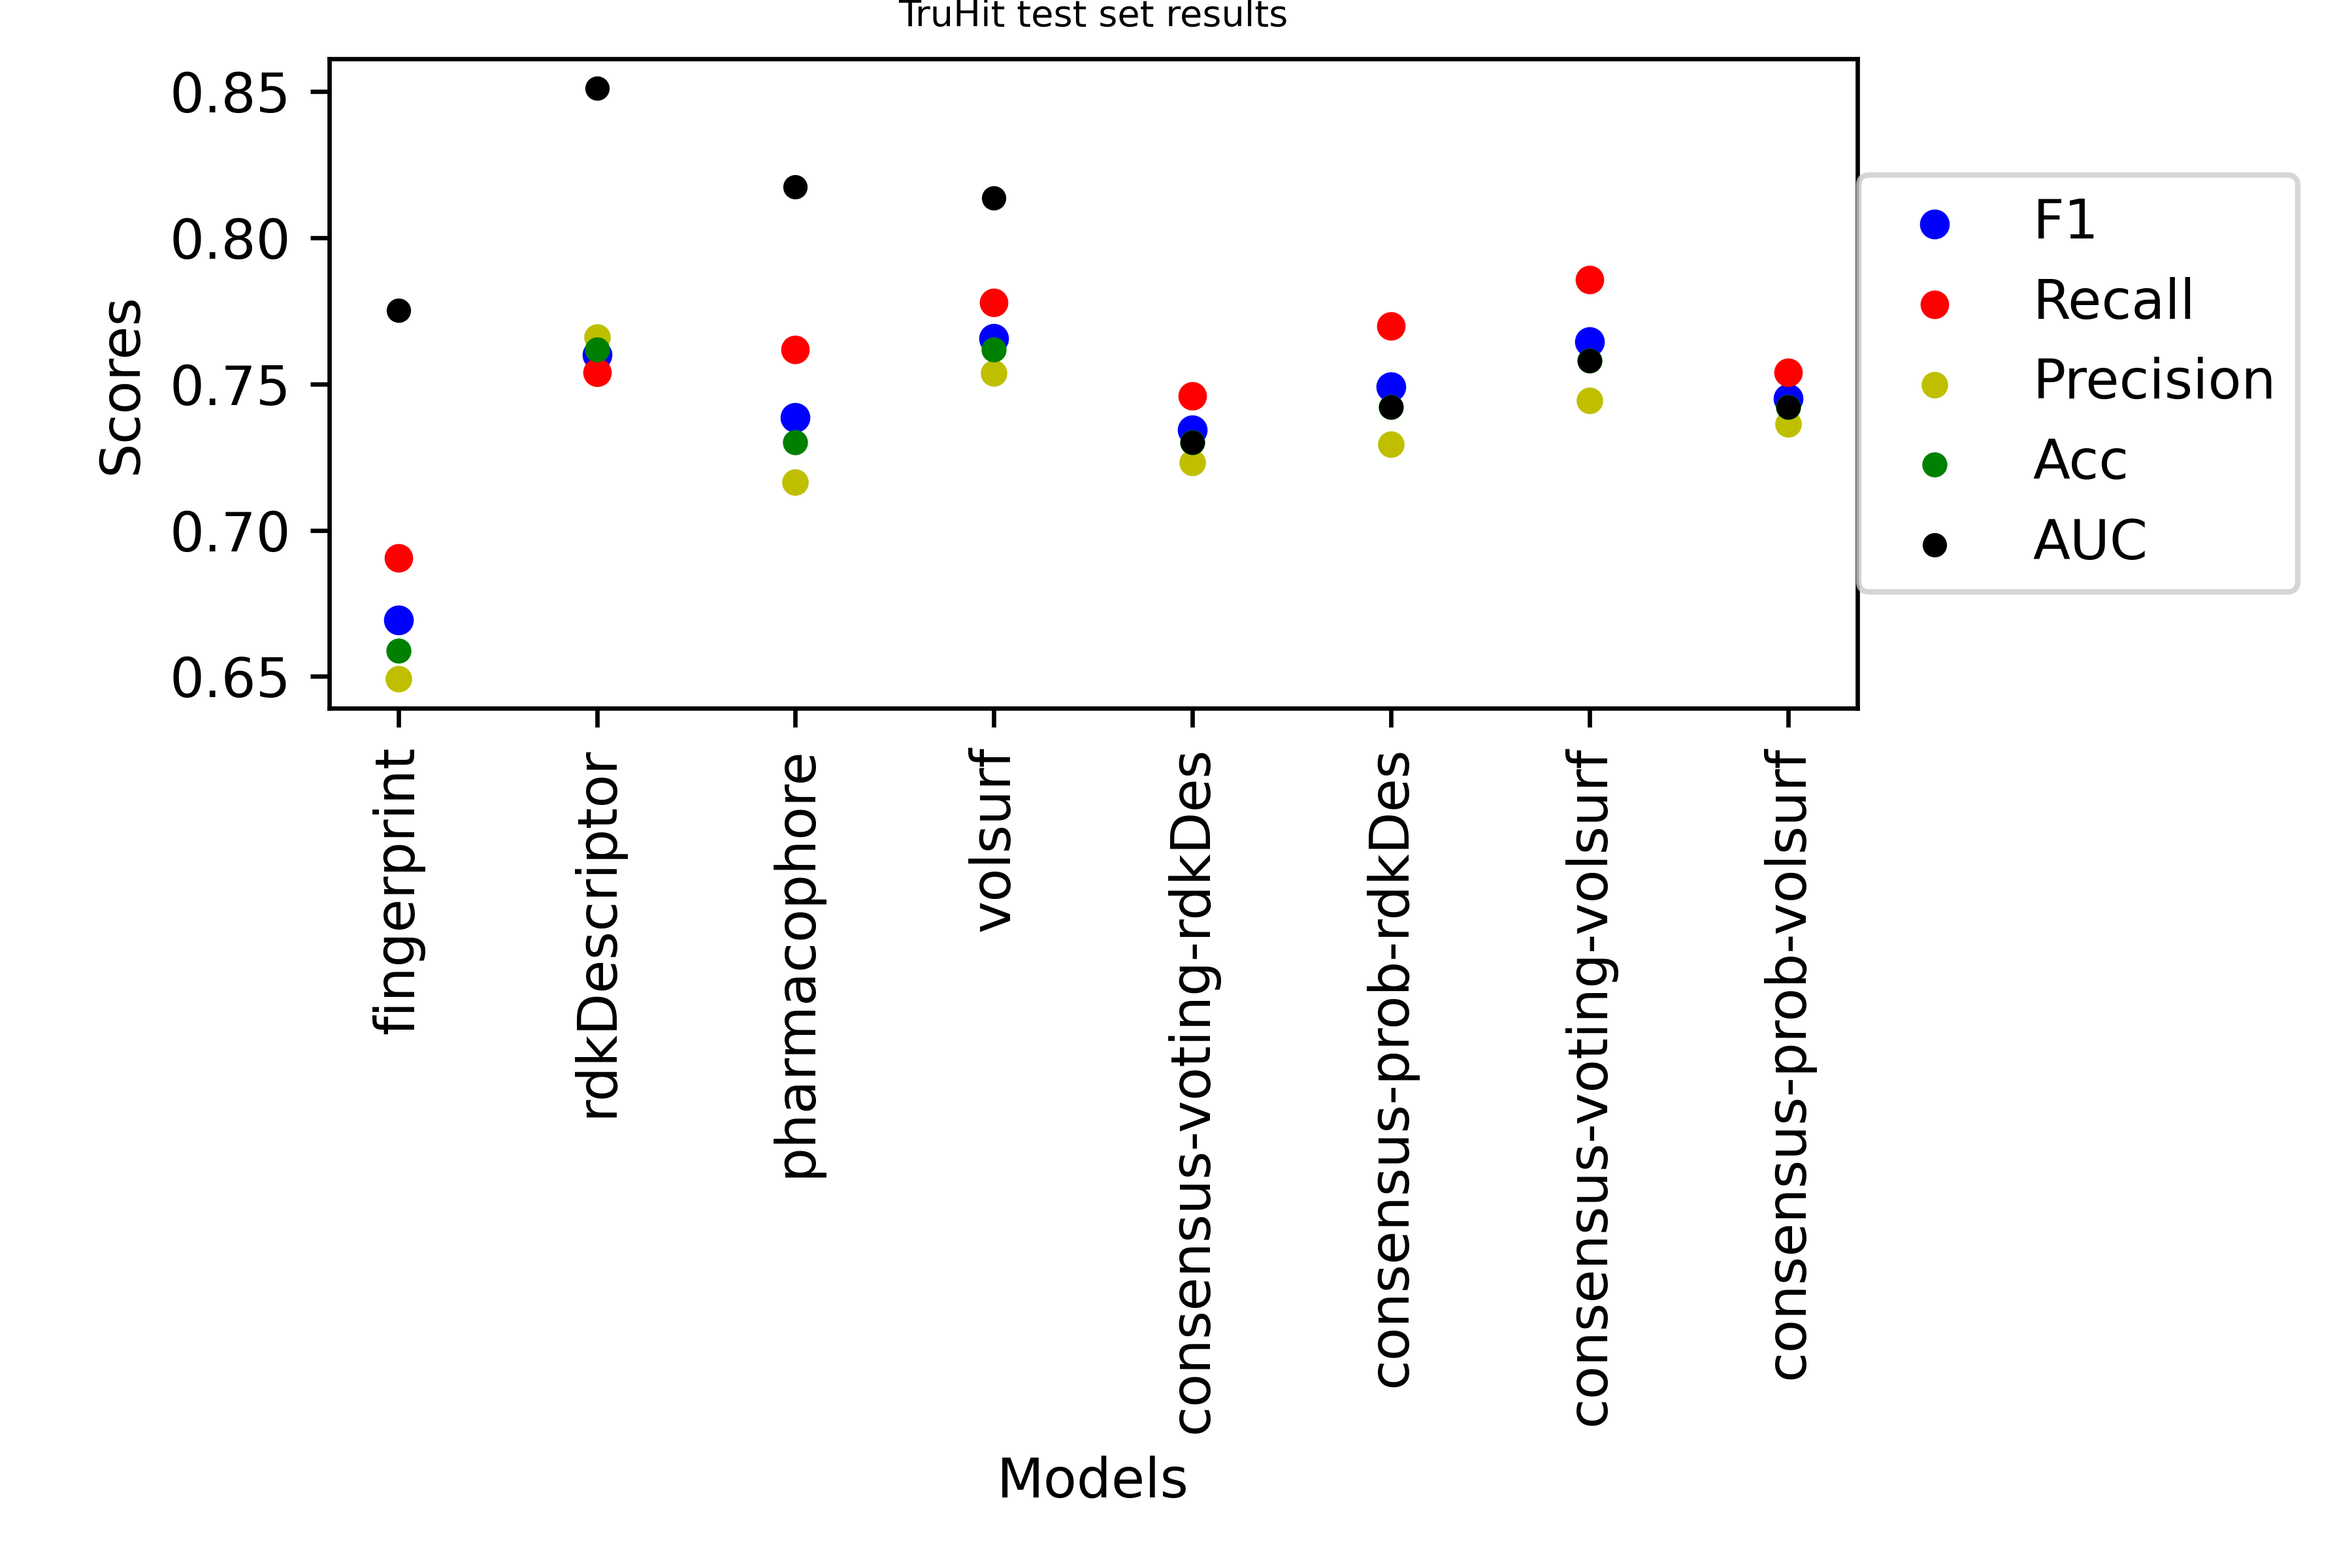 TruHit test set results
Scores
0.85
0.80
0.75
0.70
0.65
F1
Recall
Precision
Acc
AUC
fingerprint
rdkDescriptor
pharmacophore
volsurf
consensus-voting-rdkDes
consensus-prob-rdkDes
consensus-voting-volsurf
consensus-prob-volsurf
Models